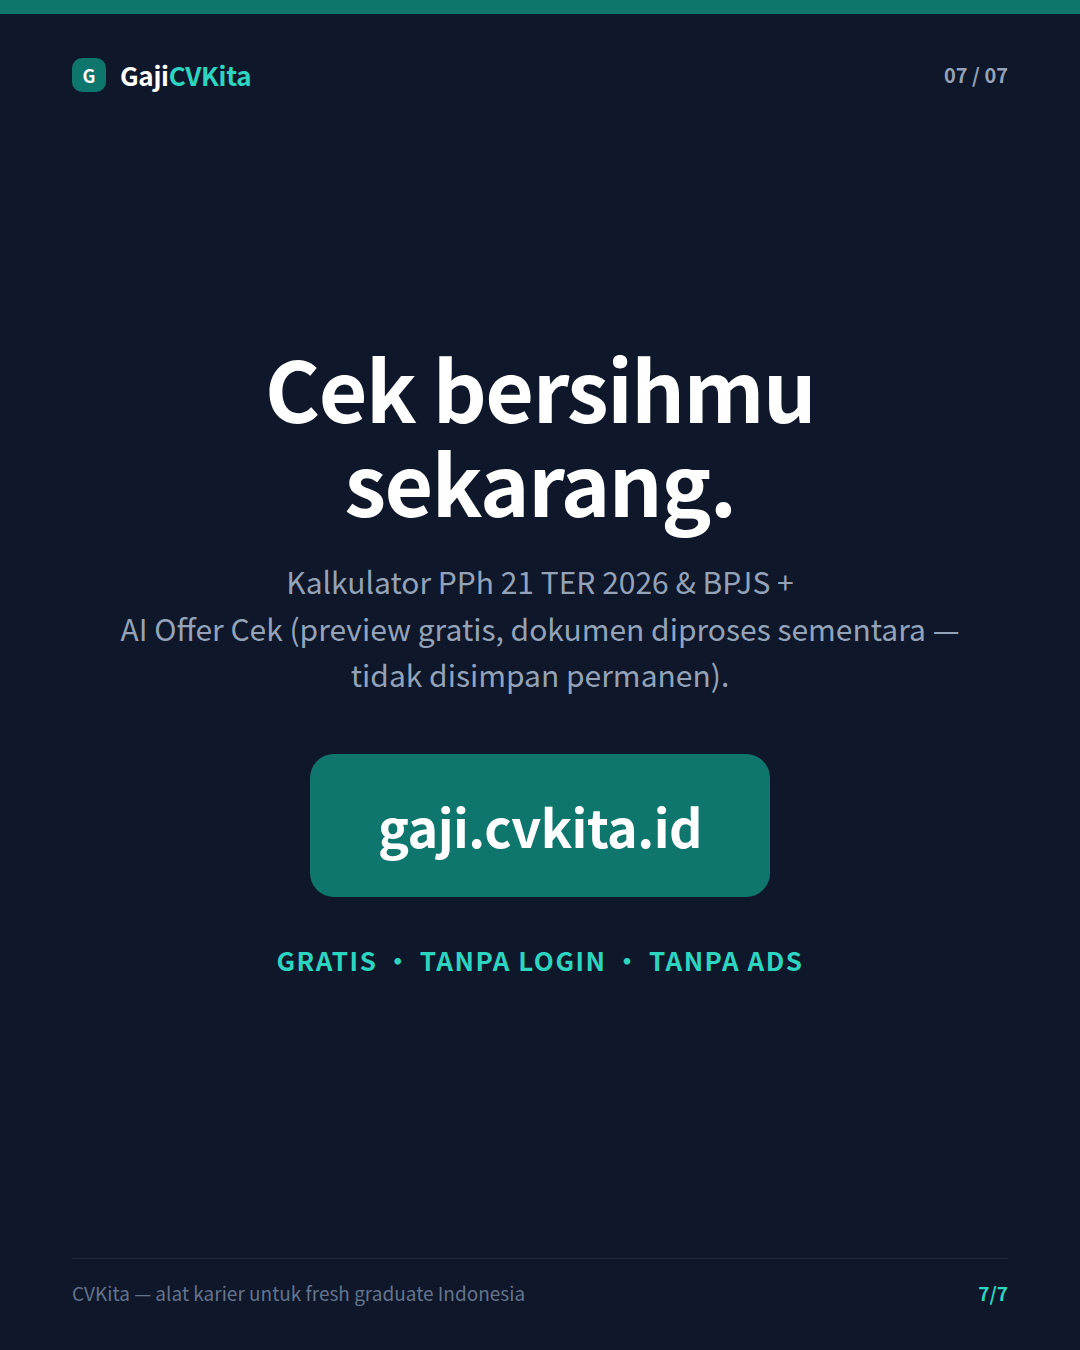 G GajiCVKita
07 / 07
Cek bersihmu
sekarang.
Kalkulator PPh 21 TER 2026 & BPJS +
AI Offer Cek (preview gratis, dokumen diproses sementara —
tidak disimpan permanen).
gaji.cvkita.id
GRATIS • TANPA LOGIN • TANPA ADS
CVKita — alat karier untuk fresh graduate Indonesia
7/7